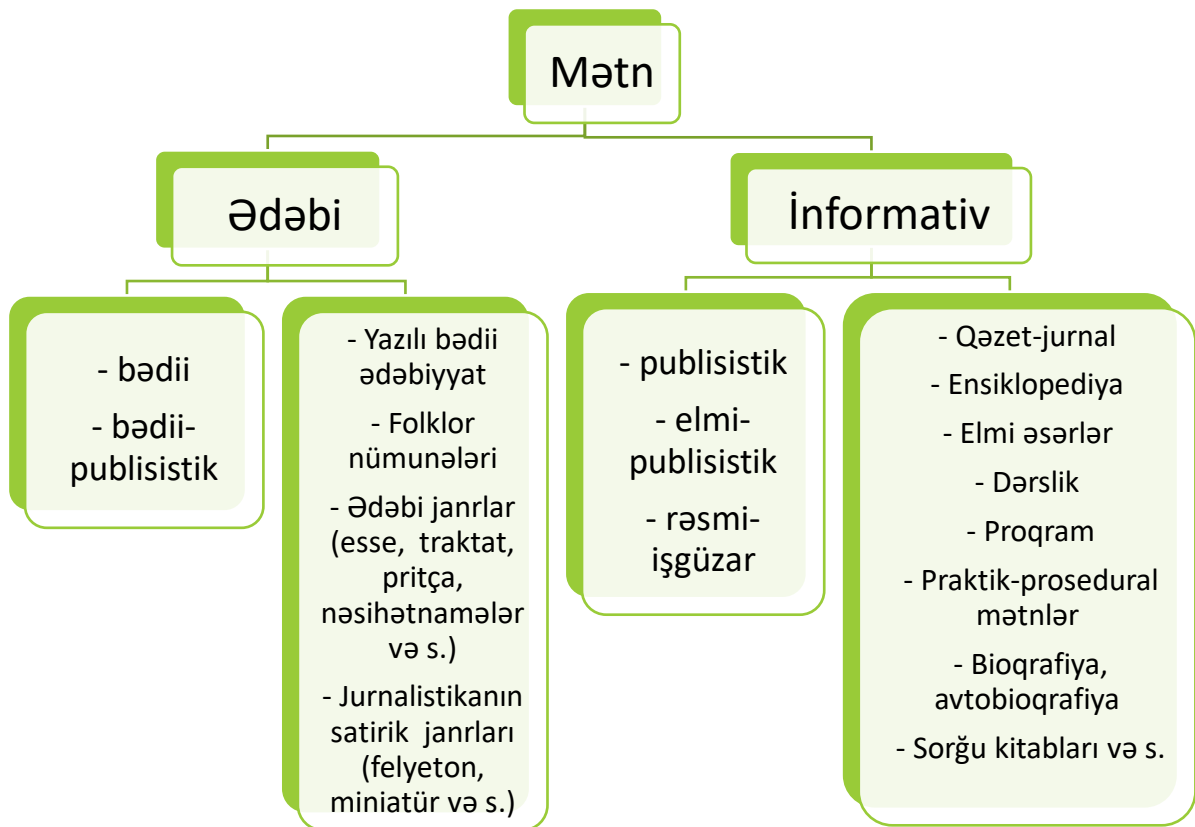 Mətn
Ədəbi
İnformativ
- bədii
- bədii-
publisistik
- Yazılı bədii
ədəbiyyat
- Folklor
nümunələri
- Ədəbi janrlar
(esse, traktat,
pritça,
nəsihətnamələr
və s.)
- Jurnalistikanın
satirik janrları
(felyeton,
miniatür və s.)
- publisistik
- elmi-
publisistik
- rəsmi-
işgüzar
- Qəzet-jurnal
- Ensiklopediya
- Elmi əsərlər
- Dərslik
- Proqram
- Praktik-prosedural
mətnlər
- Bioqrafiya,
avtobioqrafiya
- Sorğu kitabları və s.